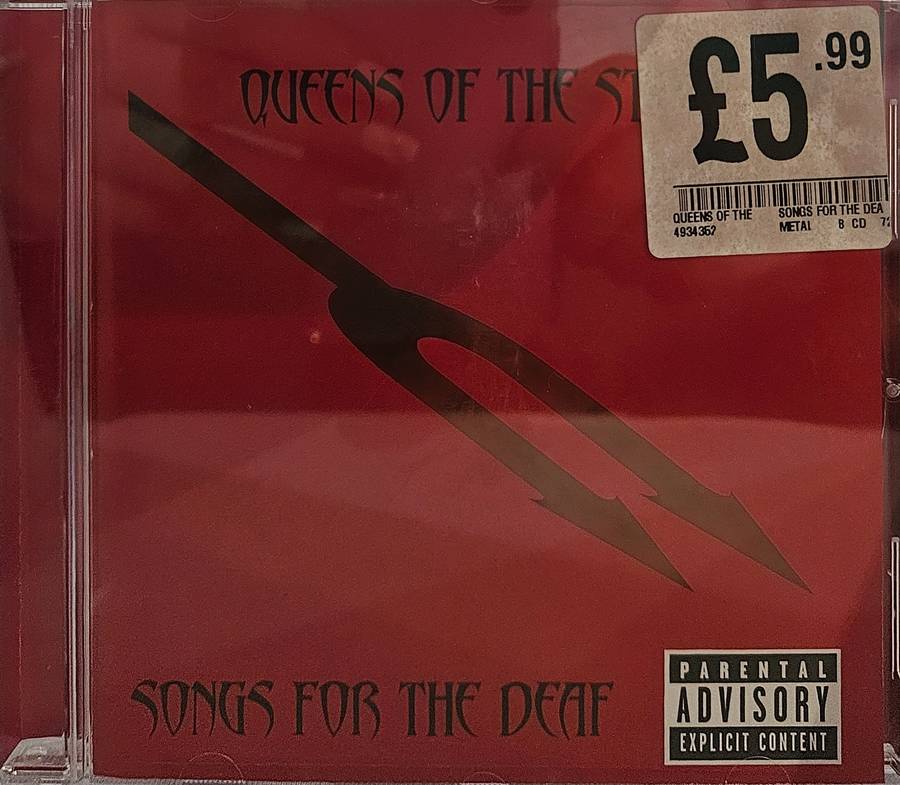 QUEENS OF THE ST
£5.99
QUEENS OF THE SONGS FOR THE DEA
4934352 METAL 8 CD 72
SONGS FOR THE DEAF
PARENTAL
ADVISORY
EXPLICIT CONTENT